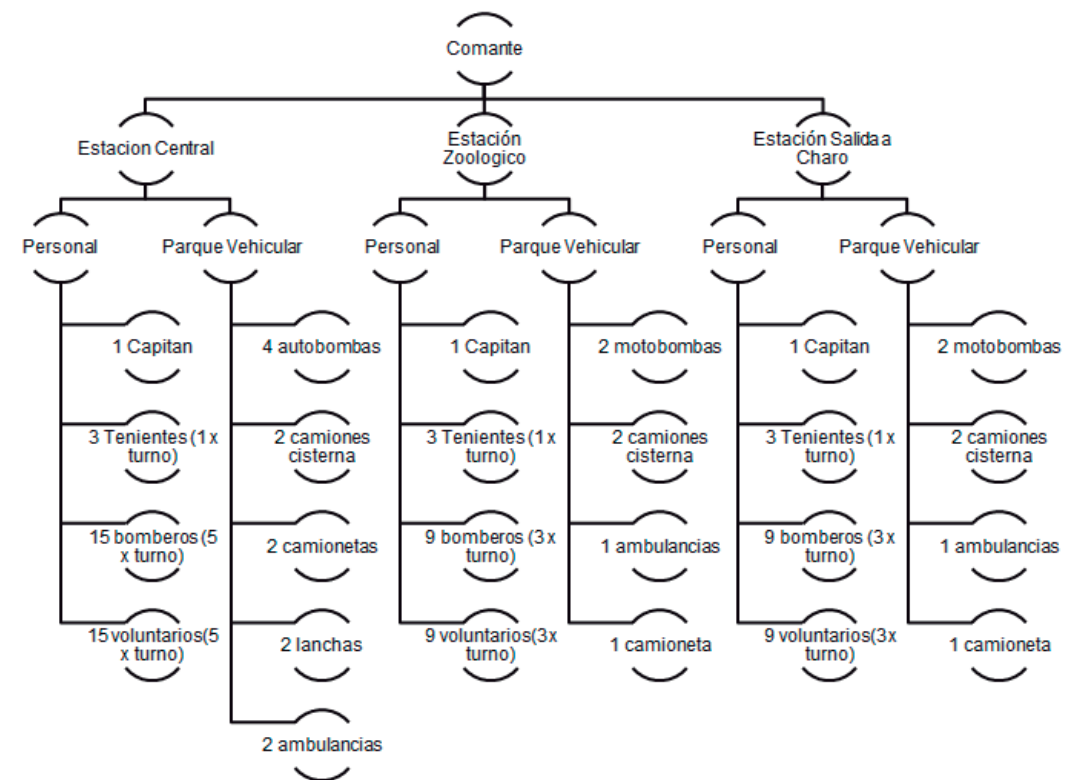 Comante
Estacion Central
Estación
Zoologico
Estación Salida a
Charo
Personal
Parque Vehicular
Personal
Parque Vehicular
Personal
Parque Vehicular
1 Capitan
4 autobombas
1 Capitan
2 motobombas
1 Capitan
2 motobombas
3 Tenientes (1 x
turno)
2 camiones
cisterna
3 Tenientes (1 x
turno)
2 camiones
cisterna
3 Tenientes (1 x
turno)
2 camiones
cisterna
15 bomberos (5
x turno)
2 camionetas
9 bomberos (3 x
turno)
1 ambulancias
9 bomberos (3 x
turno)
1 ambulancias
15 voluntarios(5
x turno)
2 lanchas
9 voluntarios(3x
turno)
1 camioneta
9 voluntarios(3x
turno)
1 camioneta
2 ambulancias